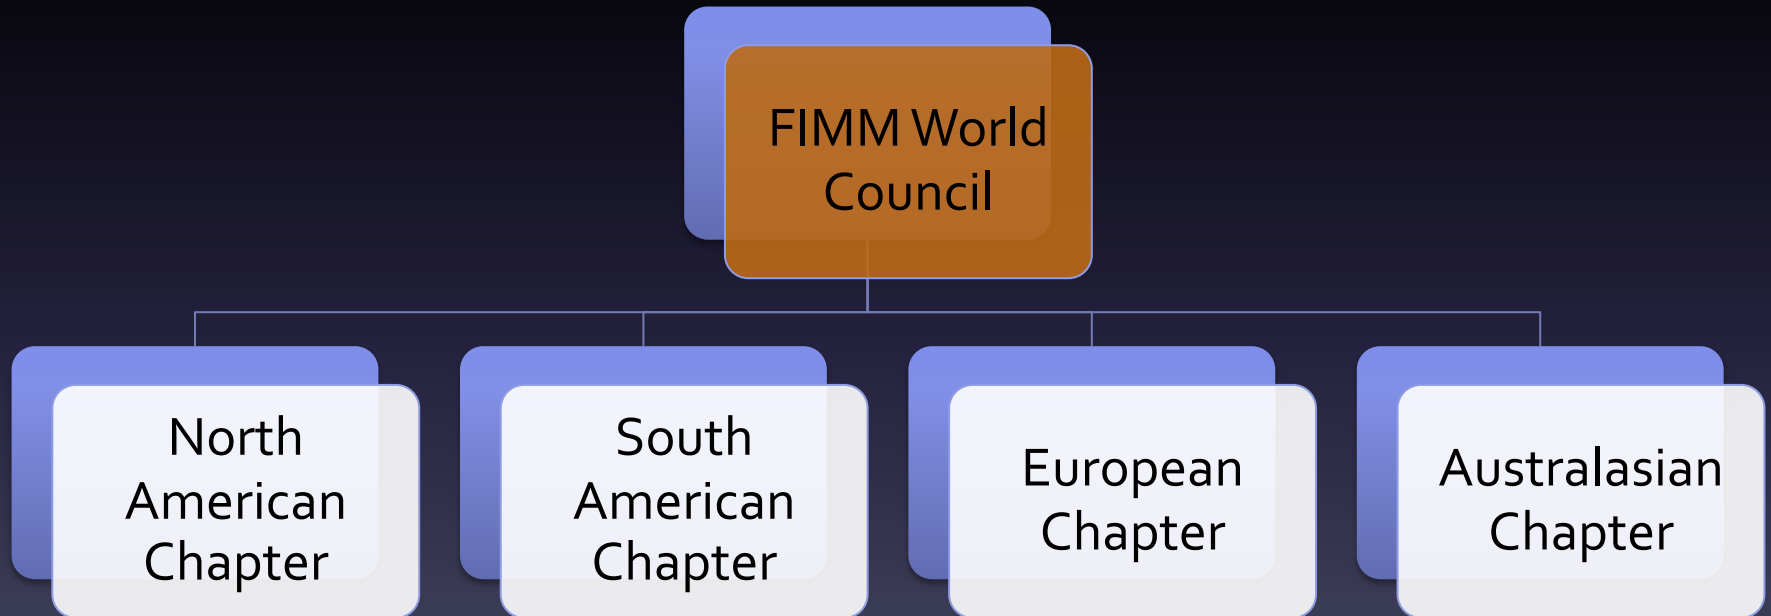 FIMM World
Council
North
American
Chapter
South
American
Chapter
European
Chapter
Australasian
Chapter